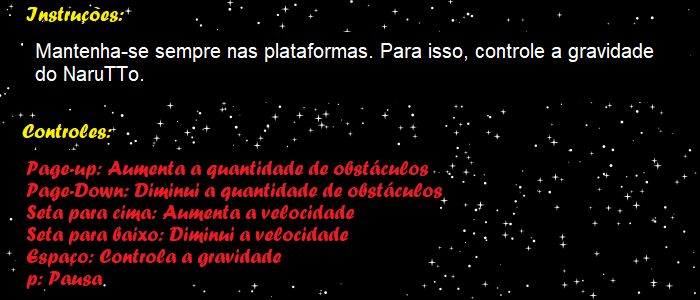 Instruções:
Mantenha-se sempre nas plataformas. Para isso, controle a gravidade
do NaruTTo.
Controles:
Page-up: Aumenta a quantidade de obstáculos
Page-Down: Diminui a quantidade de obstáculos
Seta para cima: Aumenta a velocidade
Seta para baixo: Diminui a velocidade
Espaço: Controla a gravidade
p: Pausa